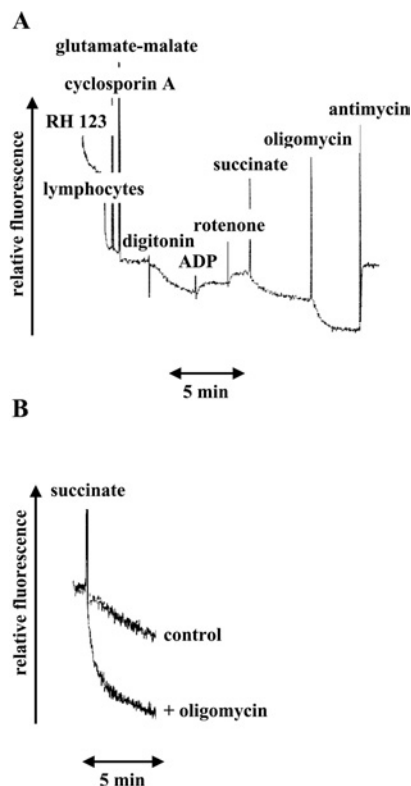 A
glutamate-malate
cyclosporin A
antimycin
RH 123
oligomycin
succinate
lymphocytes
rotenone
digitonin
ADP
relative fluorescence
5 min
B
succinate
relative fluorescence
control
+ oligomycin
5 min